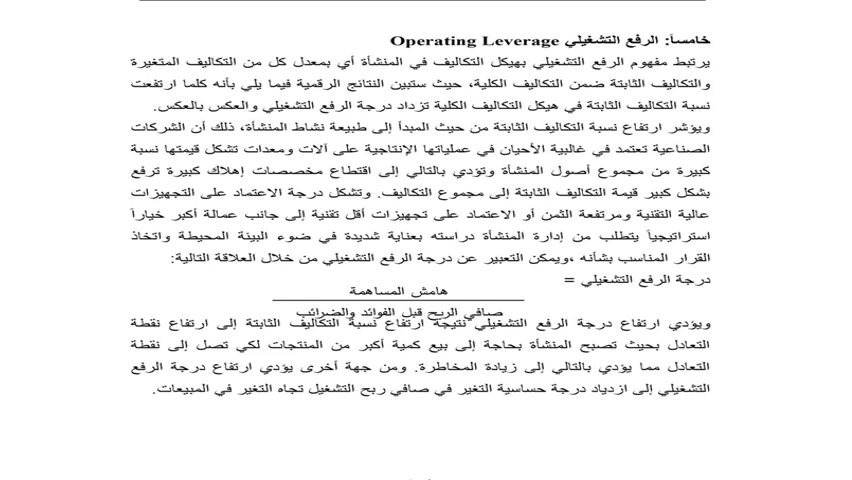 خامساً: الرفع التشغيلي Operating Leverage
يرتبط مفهوم الرفع التشغيلي بهيكل التكاليف في المنشأة أي بمعدل كل من التكاليف المتغيرة
والتكاليف الثابتة ضمن التكاليف الكلية، حيث ستبين النتائج الرقمية فيما يلي بأنه كلما ارتفعت
نسبة التكاليف الثابتة في هيكل التكاليف الكلية تزداد درجة الرفع التشغيلي والعكس بالعكس.
ويؤشر ارتفاع نسبة التكاليف الثابتة من حيث المبدأ إلى طبيعة نشاط المنشأة، ذلك أن الشركات
الصناعية تعتمد في غالبية الأحيان في عملياتها الإنتاجية على آلات ومعدات تشكل قيمتها نسبة
كبيرة من مجموع أصول المنشأة وتؤدي بالتالي إلى اقتطاع مخصصات إهلاك كبيرة ترفع
بشكل كبير قيمة التكاليف الثابتة إلى مجموع التكاليف. وتشكل درجة الاعتماد على التجهيزات
عالية التقنية ومرتفعة الثمن أو الاعتماد على تجهيزات أقل تقنية إلى جانب عمالة أكبر خياراً
استراتيجياً يتطلب من إدارة المنشأة دراسته بعناية شديدة في ضوء البيئة المحيطة واتخاذ
القرار المناسب بشأنه ،ويمكن التعبير عن درجة الرفع التشغيلي من خلال العلاقة التالية:
درجة الرفع التشغيلي =
هامش المساهمة
صافي الربح قبل الفوائد والضرائب
ويؤدي ارتفاع درجة الرفع التشغيلي نتيجة ارتفاع نسبة التكاليف الثابتة إلى ارتفاع نقطة
التعادل بحيث تصبح المنشأة بحاجة إلى بيع كمية أكبر من المنتجات لكي تصل إلى نقطة
التعادل مما يؤدي بالتالي إلى زيادة المخاطرة. ومن جهة أخرى يؤدي ارتفاع درجة الرفع
التشغيلي إلى ازدياد درجة حساسية التغير في صافي ربح التشغيل تجاه التغير في المبيعات.